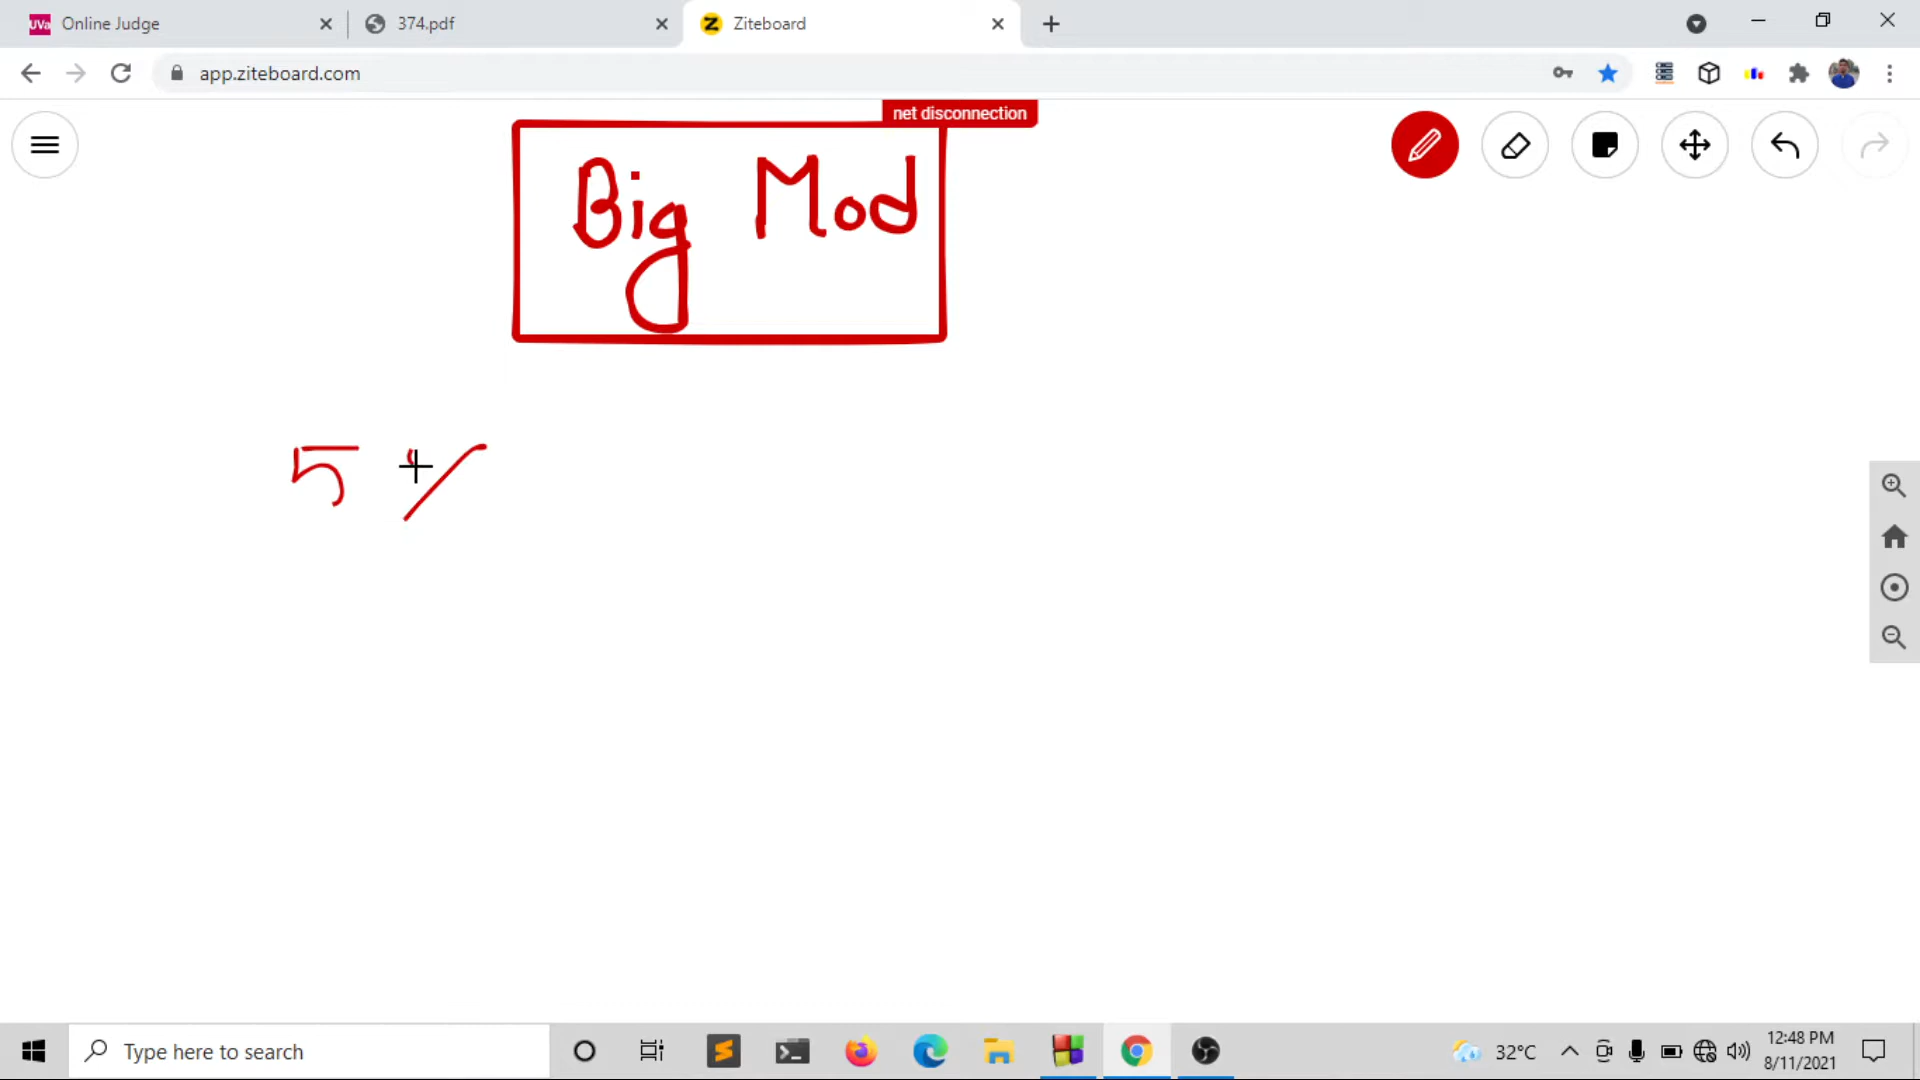 Online Judge
374.pdf
Ziteboard
app.ziteboard.com
net disconnection
Big Mod
5 /
Type here to search
32°C
12:48 PM
8/11/2021